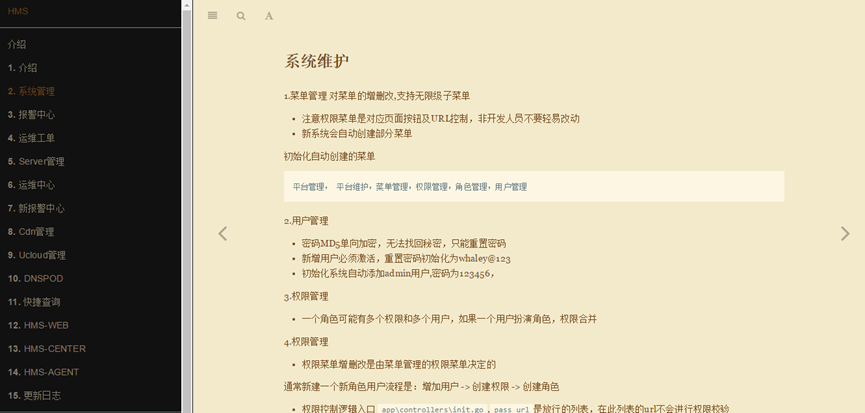 HMS
介绍
1. 介绍
2. 系统管理
3. 报警中心
4. 运维工单
5. Server管理
6. 运维中心
7. 新报警中心
8. Cdn管理
9. Ucloud管理
10. DNSPOD
11. 快捷查询
12. HMS-WEB
13. HMS-CENTER
14. HMS-AGENT
15. 更新日志
A
系统维护
1.菜单管理 对菜单的增删改,支持无限级子菜单
• 注意权限菜单是对应页面按钮及URL控制，非开发人员不要轻易改动
• 新系统会自动创建部分菜单
初始化自动创建的菜单
平台管理， 平台维护，菜单管理，权限管理，角色管理，用户管理
2.用户管理
• 密码MD5单向加密，无法找回秘密，只能重置密码
• 新增用户必须激活，重置密码初始化为whaley@123
• 初始化系统自动添加admin用户,密码为123456，
3.权限管理
• 一个角色可能有多个权限和多个用户，如果一个用户扮演角色，权限合并
4.权限管理
• 权限菜单增删改是由菜单管理的权限菜单决定的
通常新建一个新角色用户流程是：增加用户 -> 创建权限 -> 创建角色
• 权限控制逻辑入口 app\controllers\init.go , pass_url 是放行的列表，在此列表的url不会进行权限校验